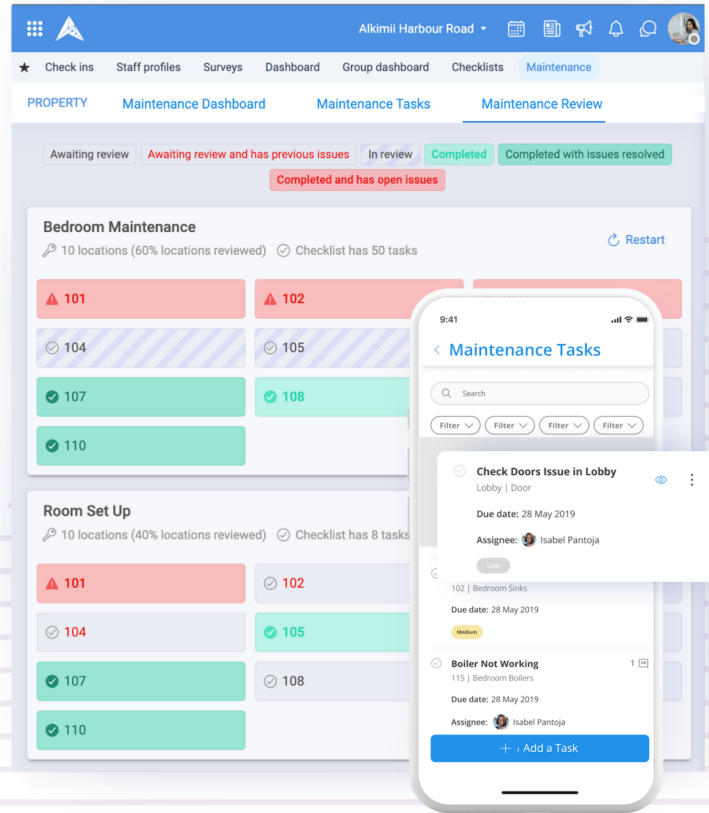 Alkimii Harbour Road
Check ins Staff profiles Surveys Dashboard Group dashboard Checklists Maintenance
PROPERTY Maintenance Dashboard Maintenance Tasks Maintenance Review
Awaiting review Awaiting review and has previous issues In review Completed Completed with issues resolved
Completed and has open issues
Bedroom Maintenance
10 locations (60% locations reviewed) Checklist has 50 tasks
Restart
101 102
104 105
107 108
110
Room Set Up
10 locations (40% locations reviewed) Checklist has 8 tasks
101 102
104 105
107 108
110
9:41
Maintenance Tasks
Search
Filter Filter Filter Filter
Check Doors Issue in Lobby
Lobby | Door
Due date: 28 May 2019
Assignee: Isabel Pantoja
Low
102 | Bedroom Sinks
Due date: 28 May 2019
Medium
Boiler Not Working 1
115 | Bedroom Boilers
Due date: 28 May 2019
Assignee: Isabel Pantoja
+ , Add a Task